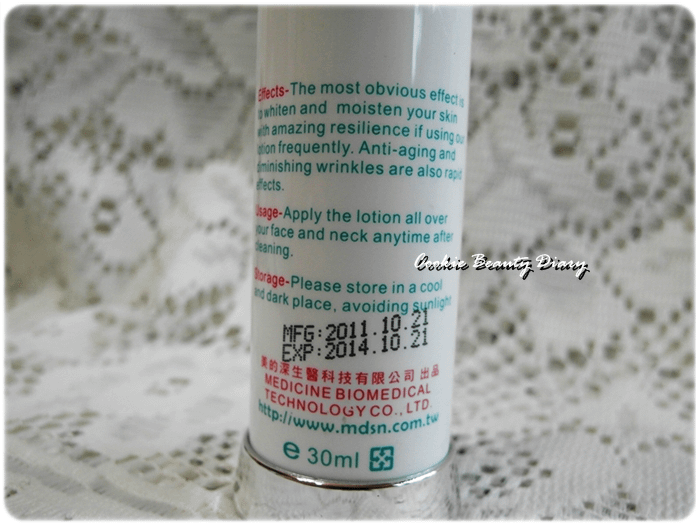 Effects-The most obvious effect is
to whiten and moisten your skin
with amazing resilience if using our
lotion frequently. Anti-aging and
diminishing wrinkles are also rapid
effects.
Usage-Apply the lotion all over
your face and neck anytime after
cleaning.
Storage-Please store in a cool
and dark place, avoiding sunlight
MFG:2011.10.21
EXP:2014.10.21
美的深生醫科技有限公司 出品
MEDICINE BIOMEDICAL
TECHNOLOGY CO., LTD.
http://www.mdsn.com.tw
e 30ml
Cookie Beauty Diary